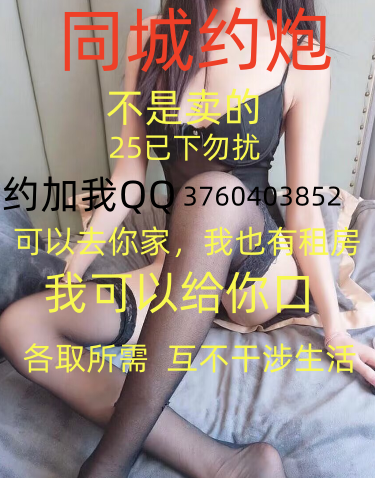 同城约炮
不是卖的
25已下勿扰
约加我QQ 3760403852
可以去你家，我也有租房
我可以给你口
各取所需 互不干涉生活